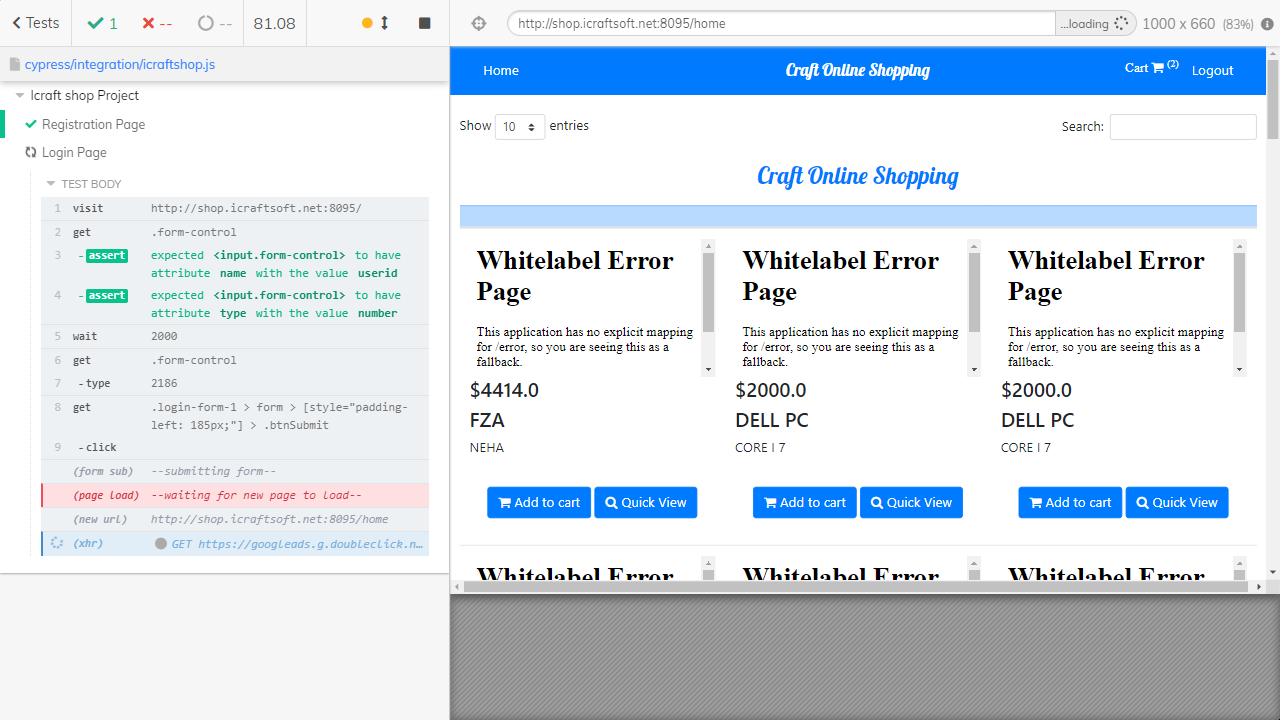 Tests
1
--
--
81.08
http://shop.icraftsoft.net:8095/home
...loading
1000 x 660 (83%)
cypress/integration/icraftshop.js
Icraft shop Project
Registration Page
Login Page
TEST BODY
1 visit http://shop.icraftsoft.net:8095/
2 get .form-control
3 - assert expected <input.form-control> to have
attribute name with the value userid
4 - assert expected <input.form-control> to have
attribute type with the value number
5 wait 2000
6 get .form-control
7 - type 2186
8 get .login-form-1 > form > [style="padding-
left: 185px;"] > .btnSubmit
9 - click
(form sub) --submitting form--
(page load) --waiting for new page to load--
(new url) http://shop.icraftsoft.net:8095/home
(xhr) GET https://googleads.g.doubleclick.n...
Home
Craft Online Shopping
Cart (2)
Logout
Show 10 entries
Search:
Craft Online Shopping
Whitelabel Error
Page
This application has no explicit mapping
for /error, so you are seeing this as a
fallback.
$4414.0
FZA
NEHA
Add to cart
Quick View
Whitelabel Error
Page
This application has no explicit mapping
for /error, so you are seeing this as a
fallback.
$2000.0
DELL PC
CORE I 7
Add to cart
Quick View
Whitelabel Error
Page
This application has no explicit mapping
for /error, so you are seeing this as a
fallback.
$2000.0
DELL PC
CORE I 7
Add to cart
Quick View
Whitelabel Error
Whitelabel Error
Whitelabel Error